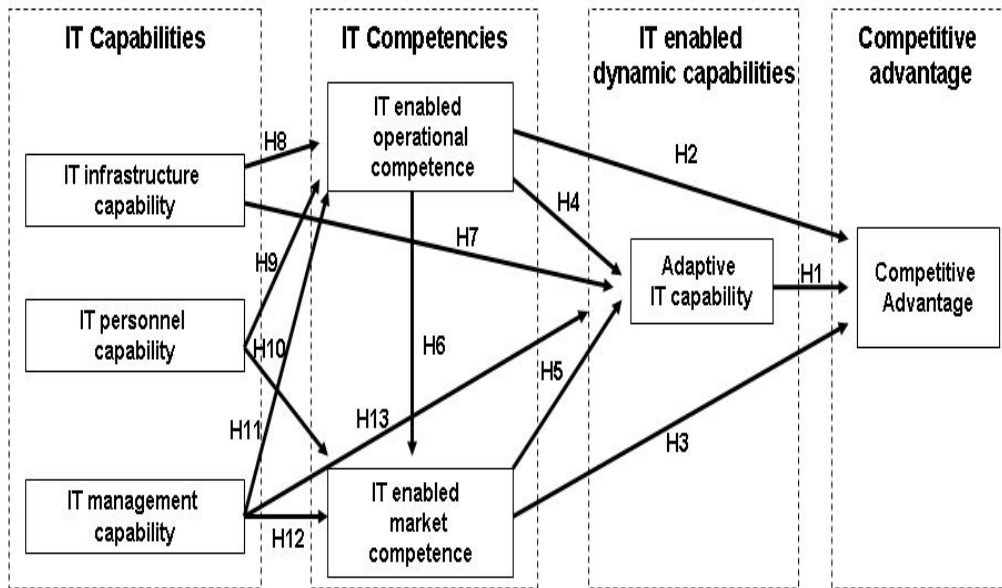 IT Capabilities
IT Competencies
IT enabled
dynamic capabilities
Competitive
advantage
IT infrastructure
capability
IT personnel
capability
IT management
capability
IT enabled
operational
competence
IT enabled
market
competence
Adaptive
IT capability
Competitive
Advantage
H8
H2
H4
H7
H9
H1
H10
H6
H5
H11
H13
H3
H12